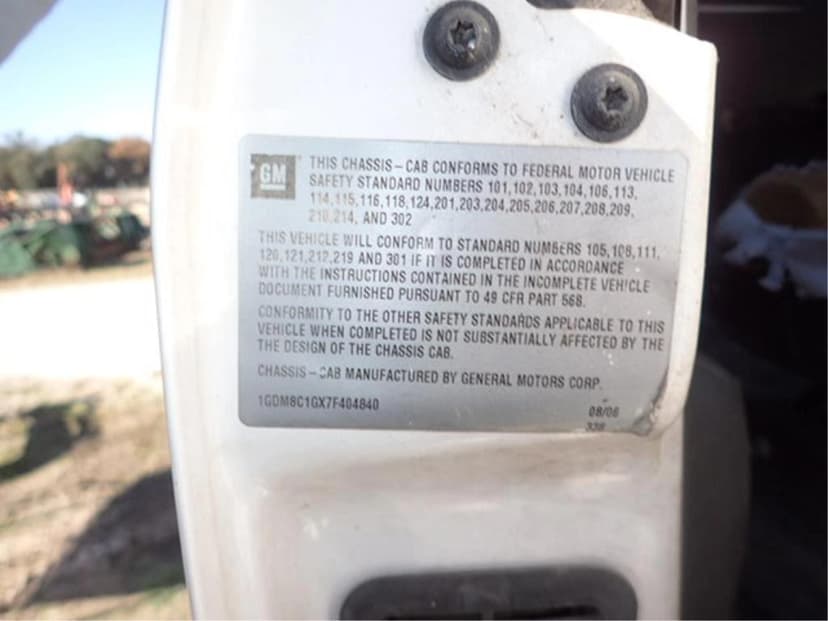 GM
THIS CHASSIS – CAB CONFORMS TO FEDERAL MOTOR VEHICLE
SAFETY STANDARD NUMBERS 101,102,103,104,106,113,
114,115,116,118,124,201,203,204,205,206,207,208,209,
210,214, AND 302
THIS VEHICLE WILL CONFORM TO STANDARD NUMBERS 105,108,111,
120,121,212,219 AND 301 IF IT IS COMPLETED IN ACCORDANCE
WITH THE INSTRUCTIONS CONTAINED IN THE INCOMPLETE VEHICLE
DOCUMENT FURNISHED PURSUANT TO 49 CFR PART 568.
CONFORMITY TO THE OTHER SAFETY STANDARDS APPLICABLE TO THIS
VEHICLE WHEN COMPLETED IS NOT SUBSTANTIALLY AFFECTED BY THE
THE DESIGN OF THE CHASSIS CAB.
CHASSIS – CAB MANUFACTURED BY GENERAL MOTORS CORP.
1GDM8C1GX7F404840 08/06